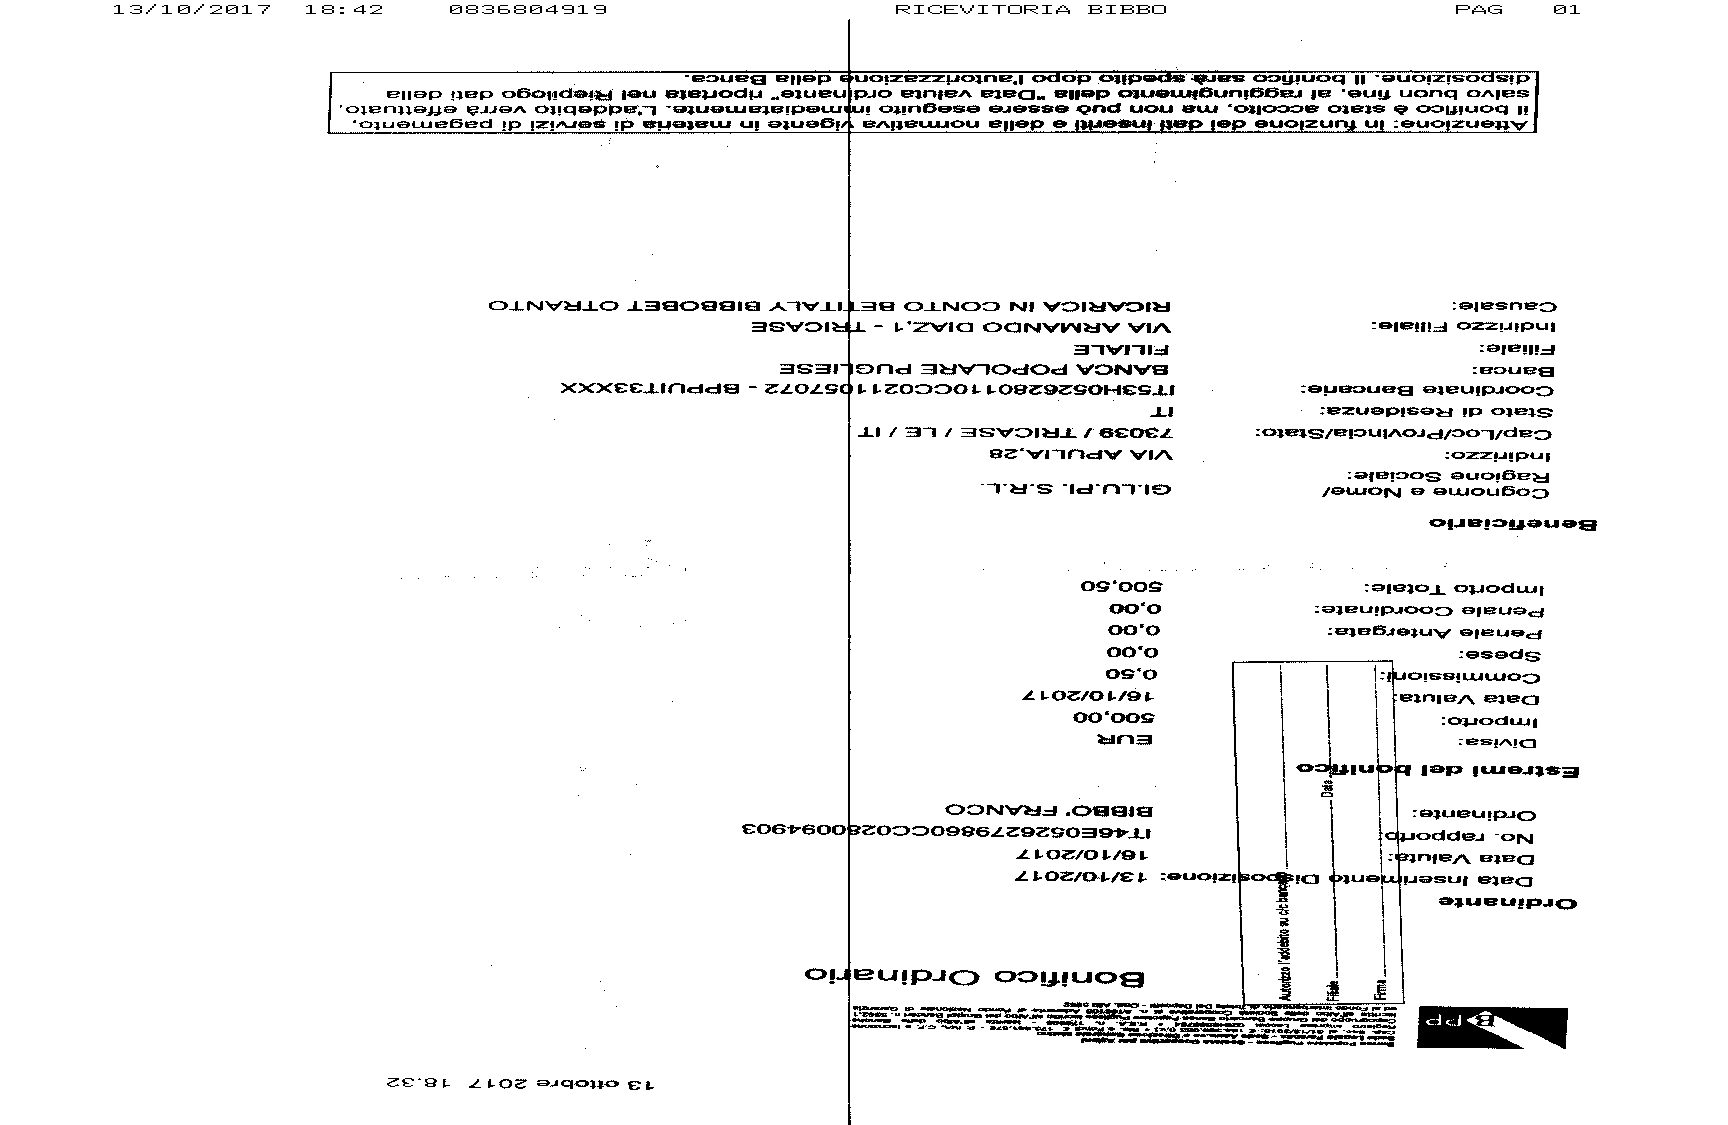 13/10/2017 18:42 0836804919 RICEVITORIA BIBBO PAG 01
13 ottobre 2017 18.32
BPP
Bonifico Ordinario
Autorizzo l'addebito su c/c bancario
Filiale Data
Firma
Ordinante
Data Inserimento Disposizione: 13/10/2017
Data Valuta: 16/10/2017
No. rapporto: IT46E0526279860CC0280094903
Ordinante: BIBBO' FRANCO
Estremi del bonifico
Divisa: EUR
Importo: 500,00
Data Valuta: 16/10/2017
Commissioni: 0,50
Spese: 0,00
Penale Antergata: 0,00
Penale Coordinate: 0,00
Importo Totale: 500,50
Beneficiario
Cognome e Nome/ GI.LU.PI. S.R.L.
Ragione Sociale:
Indirizzo: VIA APULIA,28
Cap/Loc/Provincia/Stato: 73039 / TRICASE / LE / IT
Stato di Residenza: IT
Coordinate Bancarie: IT53H0526280110CC0211057072 - BPPUIT33XXX
Banca: BANCA POPOLARE PUGLIESE
Filiale: FILIALE
Indirizzo Filiale: VIA ARMANDO DIAZ,1 - TRICASE
Causale: RICARICA IN CONTO BETITALY BIBBOBET OTRANTO
Attenzione: in funzione dei dati inseriti e della normativa vigente in materia di servizi di pagamento,
il bonifico è stato accolto, ma non può essere eseguito immediatamente. L'addebito verrà effettuato,
salvo buon fine, al raggiungimento della "Data valuta ordinante" riportata nel Riepilogo dati della
disposizione. Il bonifico sarà spedito dopo l'autorizzazione della Banca.